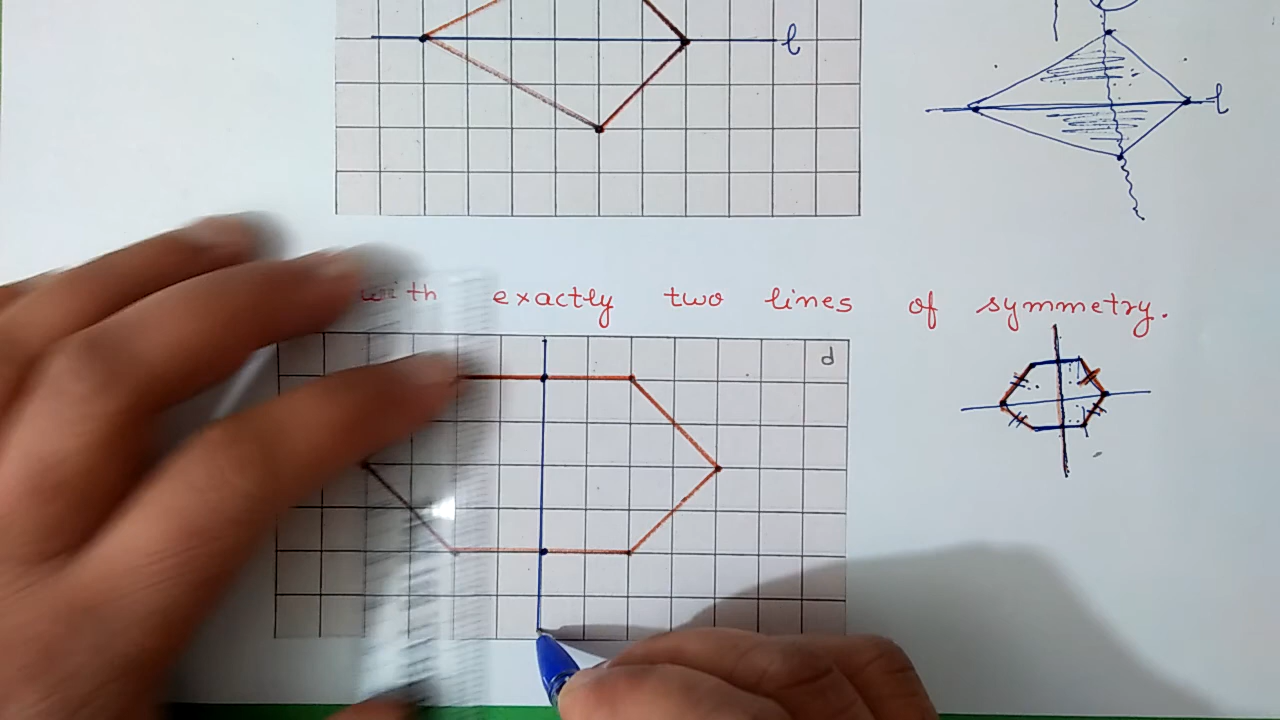 l
l
with exactly two lines of symmetry.
d